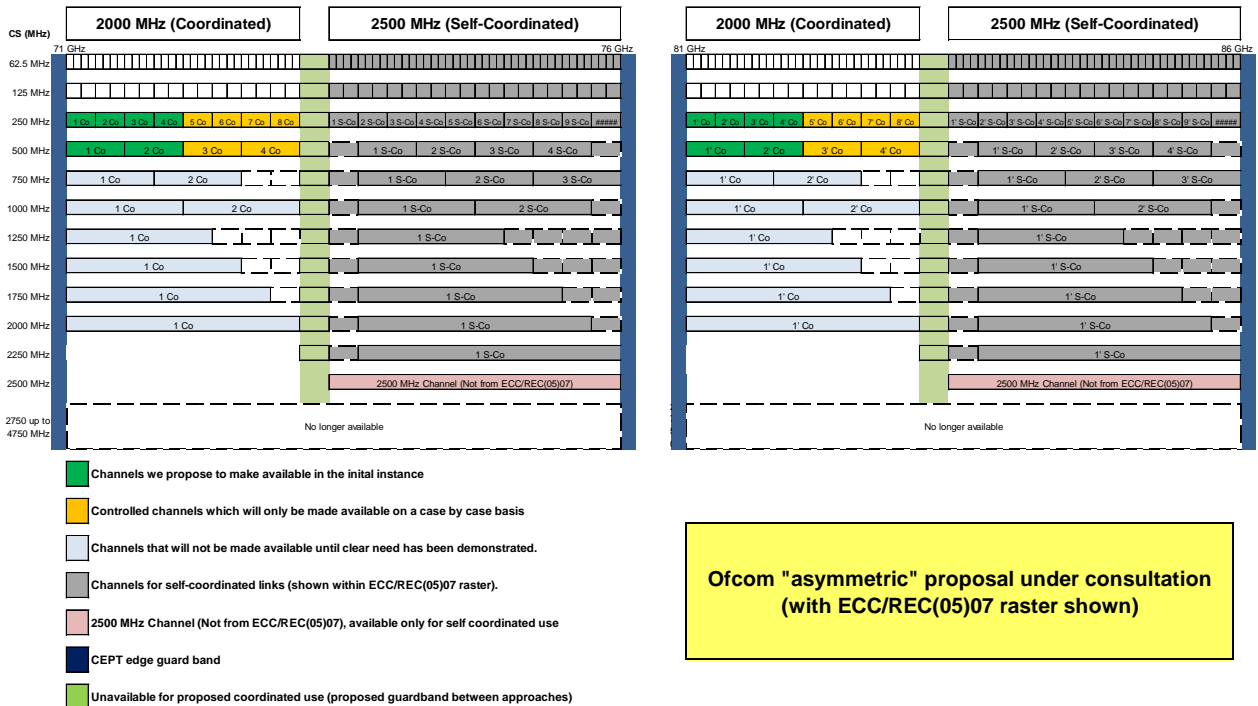 2000 MHz (Coordinated) 2500 MHz (Self-Coordinated) 2000 MHz (Coordinated) 2500 MHz (Self-Coordinated)
CS (MHz)
71 GHz 76 GHz 81 GHz 86 GHz
62.5 MHz
125 MHz
250 MHz 1 Co 2 Co 3 Co 4 Co 5 Co 6 Co 7 Co 8 Co 1 S-Co 2 S-Co 3 S-Co 4 S-Co 5 S-Co 6 S-Co 7 S-Co 8 S-Co 9 S-Co ##### 1' Co 2' Co 3' Co 4' Co 5' Co 6' Co 7' Co 8' Co 1' S-Co 2' S-Co 3' S-Co 4' S-Co 5' S-Co 6' S-Co 7' S-Co 8' S-Co 9' S-Co #####
500 MHz 1 Co 2 Co 3 Co 4 Co 1 S-Co 2 S-Co 3 S-Co 4 S-Co 1' Co 2' Co 3' Co 4' Co 1' S-Co 2' S-Co 3' S-Co 4' S-Co
750 MHz 1 Co 2 Co 1 S-Co 2 S-Co 3 S-Co 1' Co 2' Co 1' S-Co 2' S-Co 3' S-Co
1000 MHz 1 Co 2 Co 1 S-Co 2 S-Co 1' Co 2' Co 1' S-Co 2' S-Co
1250 MHz 1 Co 1 S-Co 1' Co 1' S-Co
1500 MHz 1 Co 1 S-Co 1' Co 1' S-Co
1750 MHz 1 Co 1 S-Co 1' Co 1' S-Co
2000 MHz 1 Co 1 S-Co 1' Co 1' S-Co
2250 MHz 1 S-Co 1' S-Co
2500 MHz 2500 MHz Channel (Not from ECC/REC(05)07) 2500 MHz Channel (Not from ECC/REC(05)07)
2750 up to
4750 MHz
No longer available No longer available
Channels we propose to make available in the inital instance
Controlled channels which will only be made available on a case by case basis
Channels that will not be made available until clear need has been demonstrated.
Channels for self-coordinated links (shown within ECC/REC(05)07 raster).
2500 MHz Channel (Not from ECC/REC(05)07), available only for self coordinated use
CEPT edge guard band
Unavailable for proposed coordinated use (proposed guardband between approaches)
Ofcom "asymmetric" proposal under consultation
(with ECC/REC(05)07 raster shown)